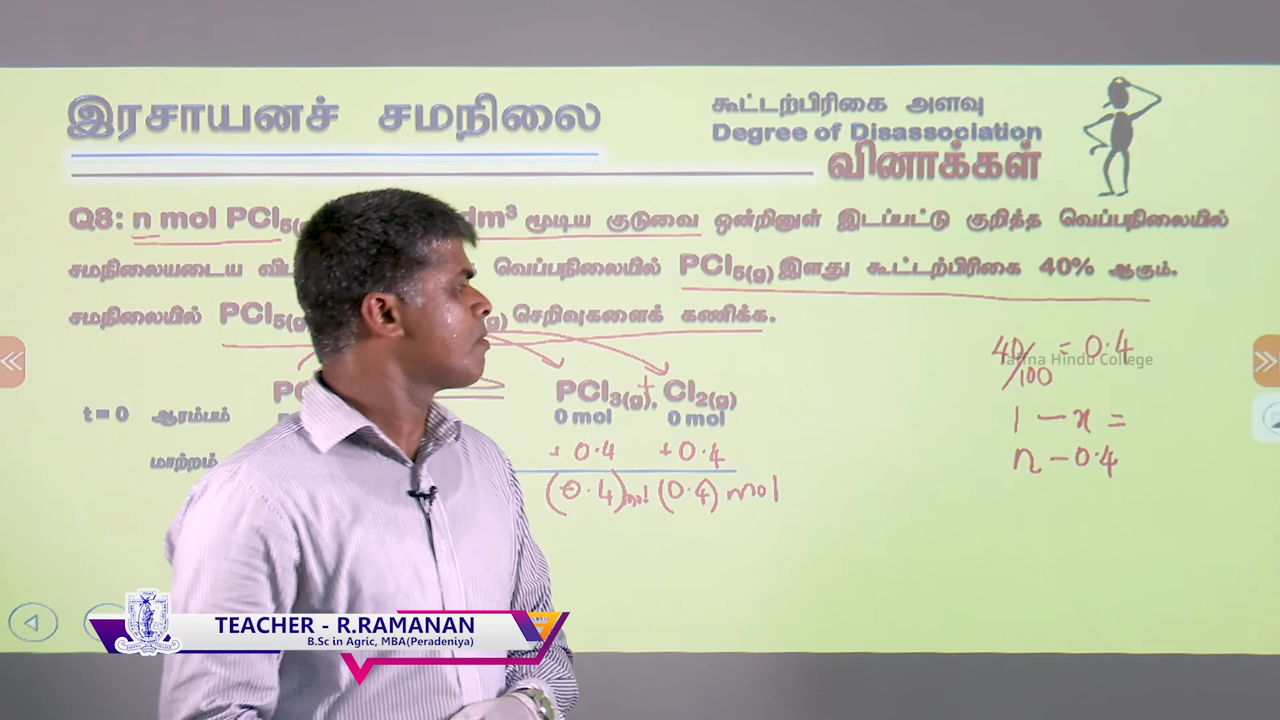 இரசாயனச் சமநிலை
கூட்டற்பிரிகை அளவு
Degree of Disassociation
வினாக்கள்
Q8: n mol PCl₅( dm³ மூடிய குடுவை ஒன்றினுள் இடப்பட்டு குறித்த வெப்பநிலையில்
சமநிலையடைய வெப்பநிலையில் PCl₅(g) இனது கூட்டற்பிரிகை 40% ஆகும்.
சமநிலையில் PCl₅( g) செறிவுகளைக் கணிக்க.
40/100 = 0.4
Jaffna Hindu College
PCl₃(g), + Cl₂(g)
t = 0 ஆரம்பம் 0 mol 0 mol
1 - x =
மாற்றம் + 0.4 + 0.4
n - 0.4
(0.4) mol (0.4) mol
TEACHER - R.RAMANAN
B.Sc in Agric, MBA(Peradeniya)